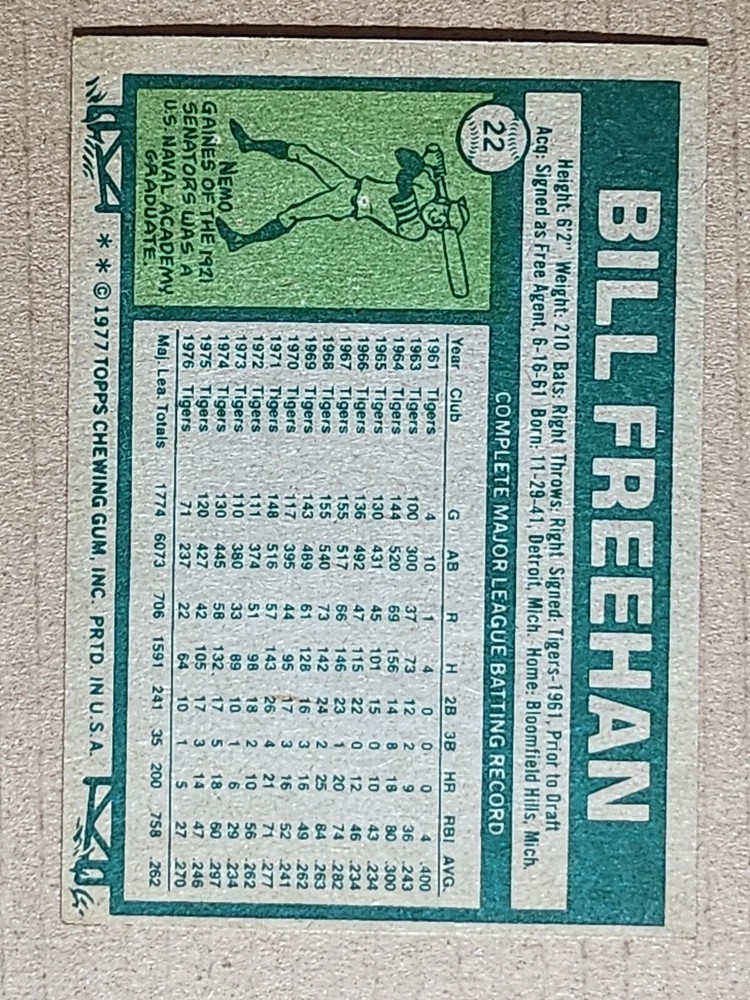 22
BILL FREEHAN
Height: 6'2" Weight: 210 Bats: Right Throws: Right Signed: Tigers-1961, Prior to Draft
Acq: Signed as Free Agent, 6-16-61 Born: 11-29-41, Detroit, Mich. Home: Bloomfield Hills, Mich.
COMPLETE MAJOR LEAGUE BATTING RECORD
Year Club G AB R H 2B 3B HR RBI AVG.
1961 Tigers 4 10 1 4 0 0 0 4 .400
1963 Tigers 100 300 37 73 12 2 9 36 .243
1964 Tigers 144 520 69 156 14 8 18 80 .300
1965 Tigers 130 431 45 101 15 0 10 43 .234
1966 Tigers 136 492 47 115 22 0 12 46 .234
1967 Tigers 155 517 66 146 23 1 20 74 .282
1968 Tigers 155 540 73 142 24 2 25 84 .263
1969 Tigers 143 489 61 128 16 3 16 49 .262
1970 Tigers 117 395 44 95 17 3 16 52 .241
1971 Tigers 148 516 57 143 26 4 21 71 .277
1972 Tigers 111 374 51 98 18 2 10 56 .262
1973 Tigers 110 380 33 89 10 1 6 29 .234
1974 Tigers 130 445 58 132 17 5 18 60 .297
1975 Tigers 120 427 42 105 17 3 14 47 .246
1976 Tigers 71 237 22 64 10 1 5 27 .270
Maj. Lea. Totals 1774 6073 706 1591 241 35 200 758 .262
NEMO
GAINES OF THE 1921
SENATORS WAS A
U.S. NAVAL ACADEMY
GRADUATE.
* * © 1977 TOPPS CHEWING GUM, INC. PRTD. IN U.S.A.